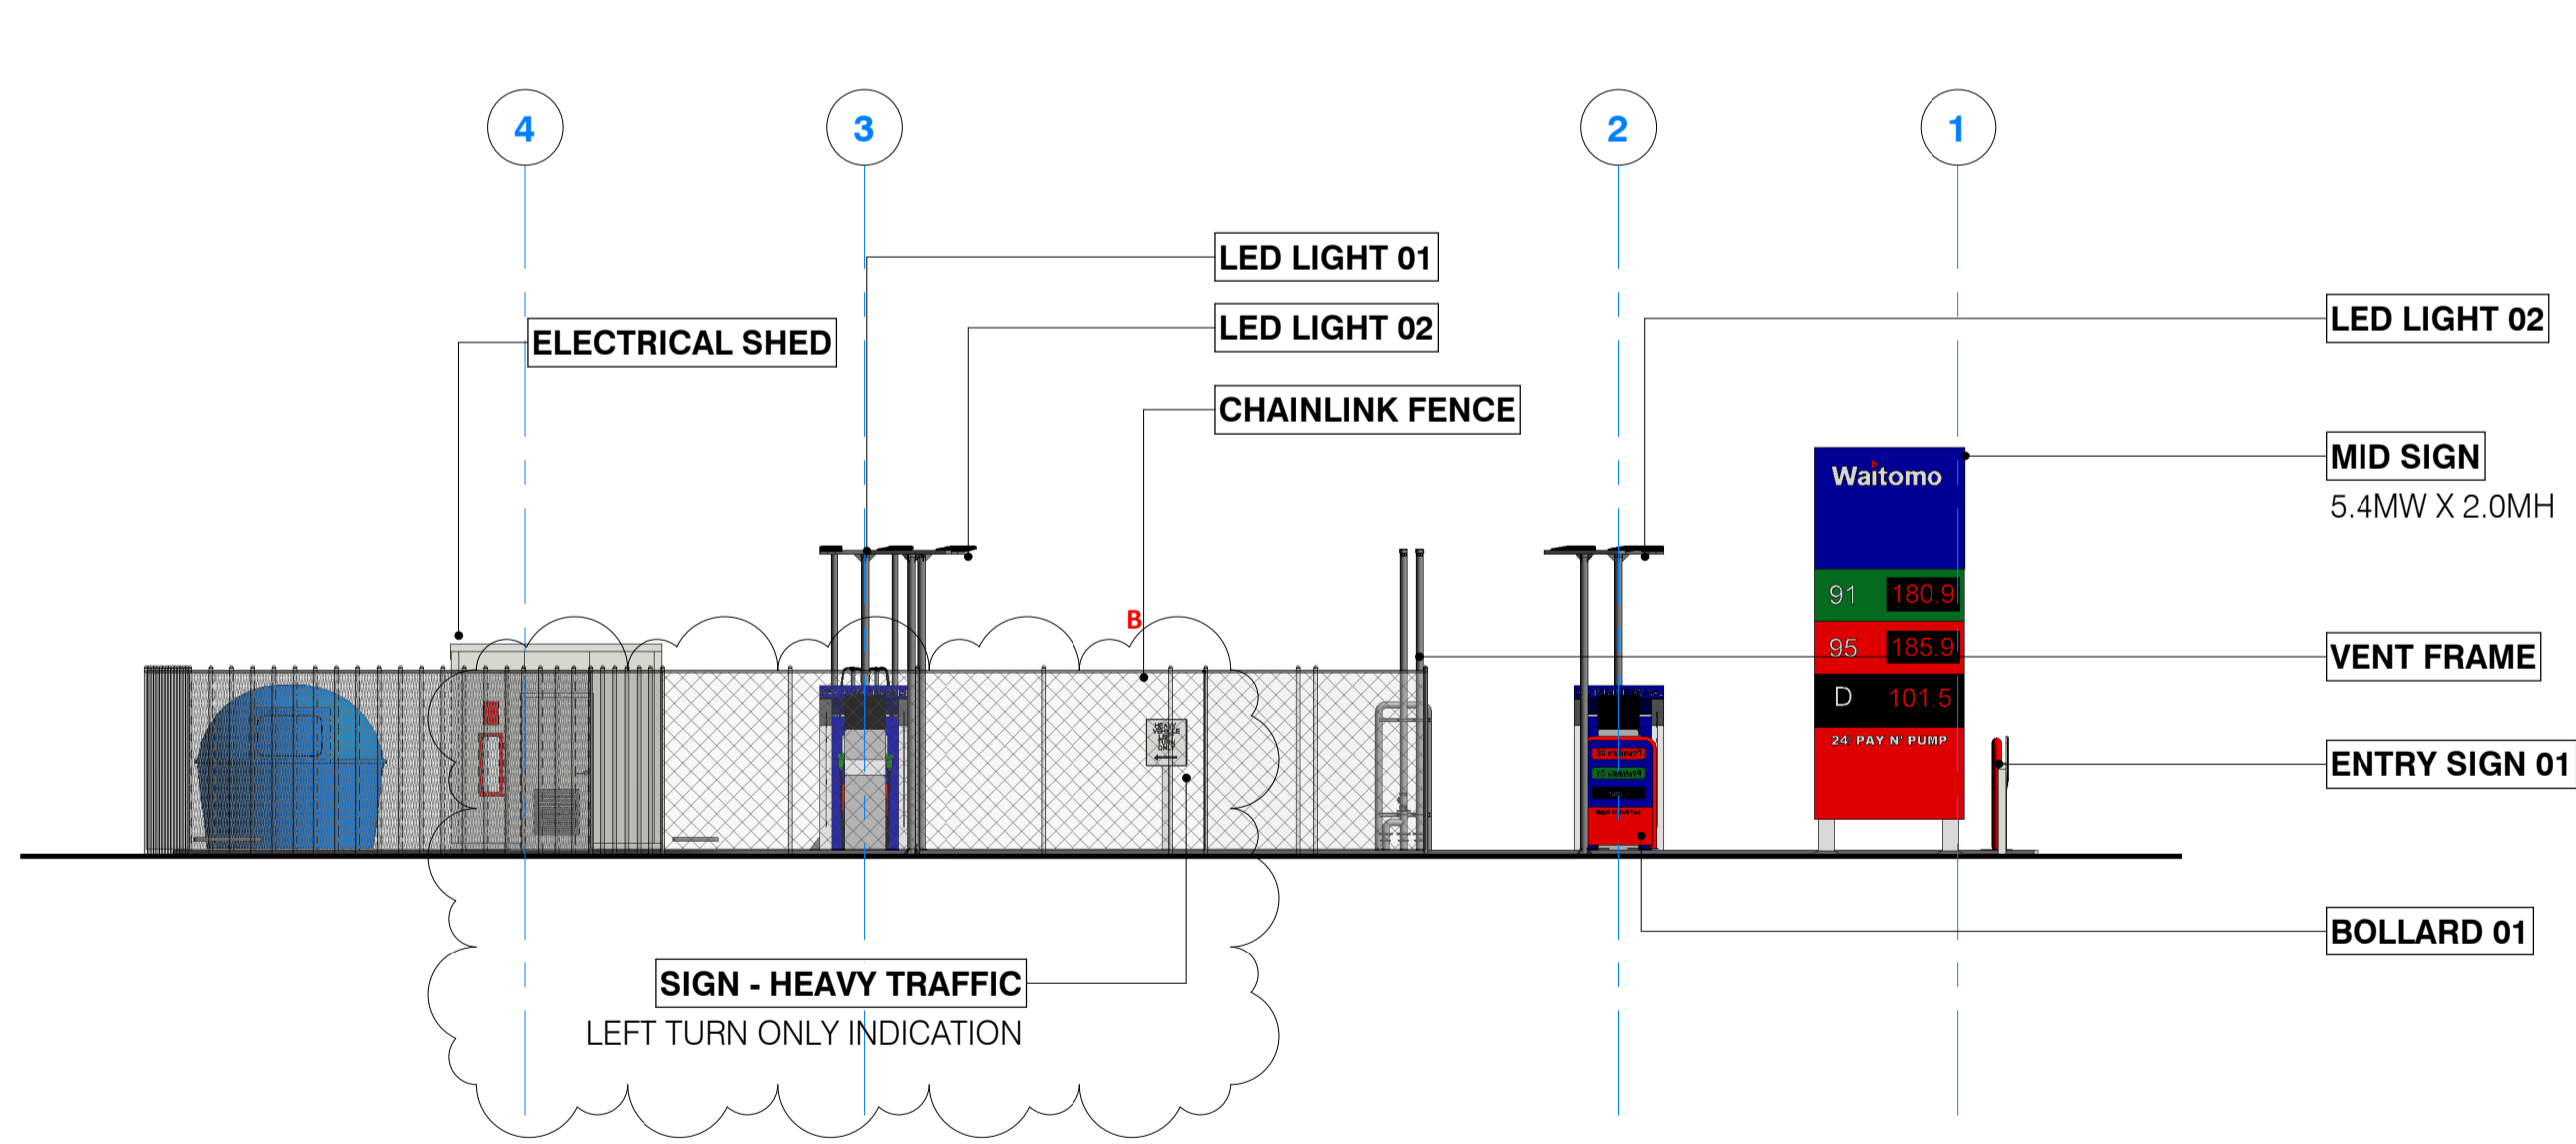 4
3
2
1
LED LIGHT 01
LED LIGHT 02
LED LIGHT 02
ELECTRICAL SHED
CHAINLINK FENCE
MID SIGN
5.4MW X 2.0MH
Waitomo
91 180.9
B
95 185.9
VENT FRAME
D 101.5
HEAVY
VEHICLE
24/ PAY N' PUMP
ENTRY SIGN 01
BOLLARD 01
SIGN - HEAVY TRAFFIC
LEFT TURN ONLY INDICATION